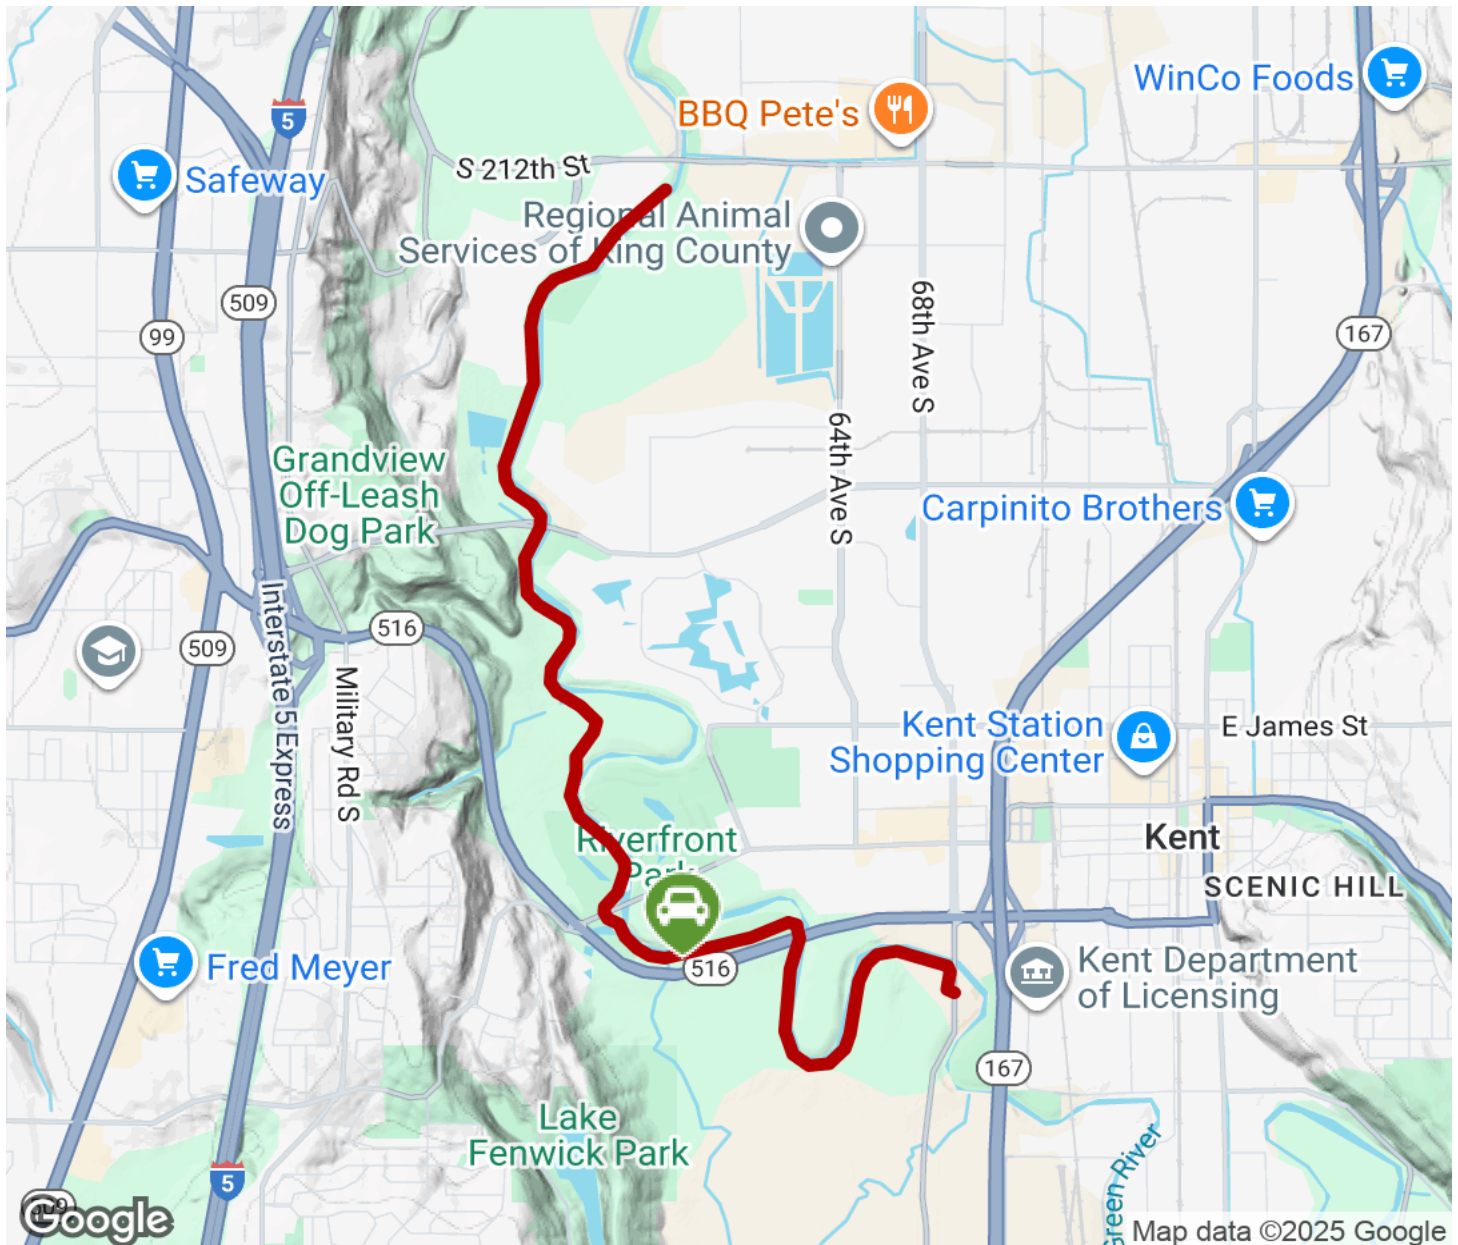 WinCo Foods
BBQ Pete's
5
S 212th St
Safeway
Regional Animal
Services of King County
509
68th Ave S
167
99
64th Ave S
Grandview
Off-Leash
Dog Park
Carpinito Brothers
Interstate 5 Express
516
509
Military Rd S
Kent Station
Shopping Center
E James St
Riverfront
Park
Kent
SCENIC HILL
516
Fred Meyer
Kent Department
of Licensing
167
Lake
Fenwick Park
Green River
5
509
Google
Map data ©2025 Google